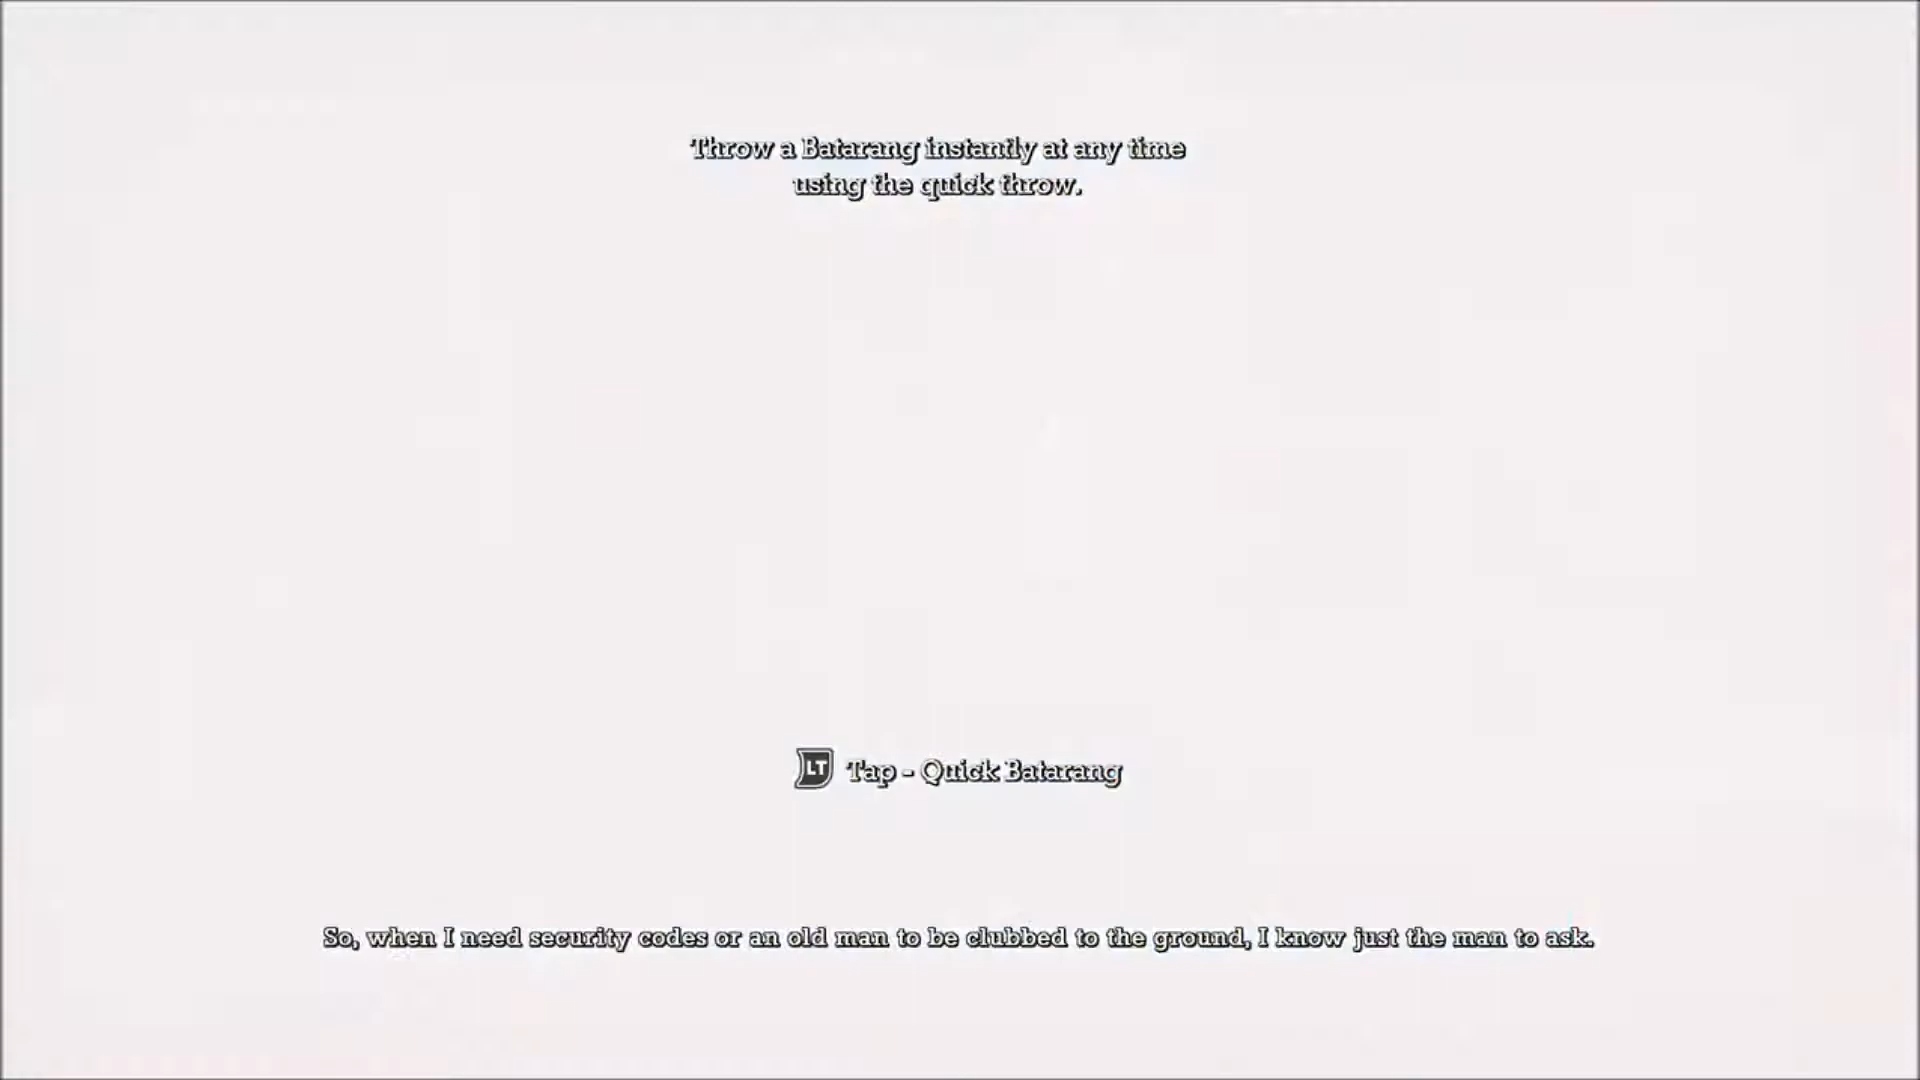 Throw a Batarang instantly at any time
using the quick throw.
LT Tap - Quick Batarang
So, when I need security codes or an old man to be clubbed to the ground, I know just the man to ask.